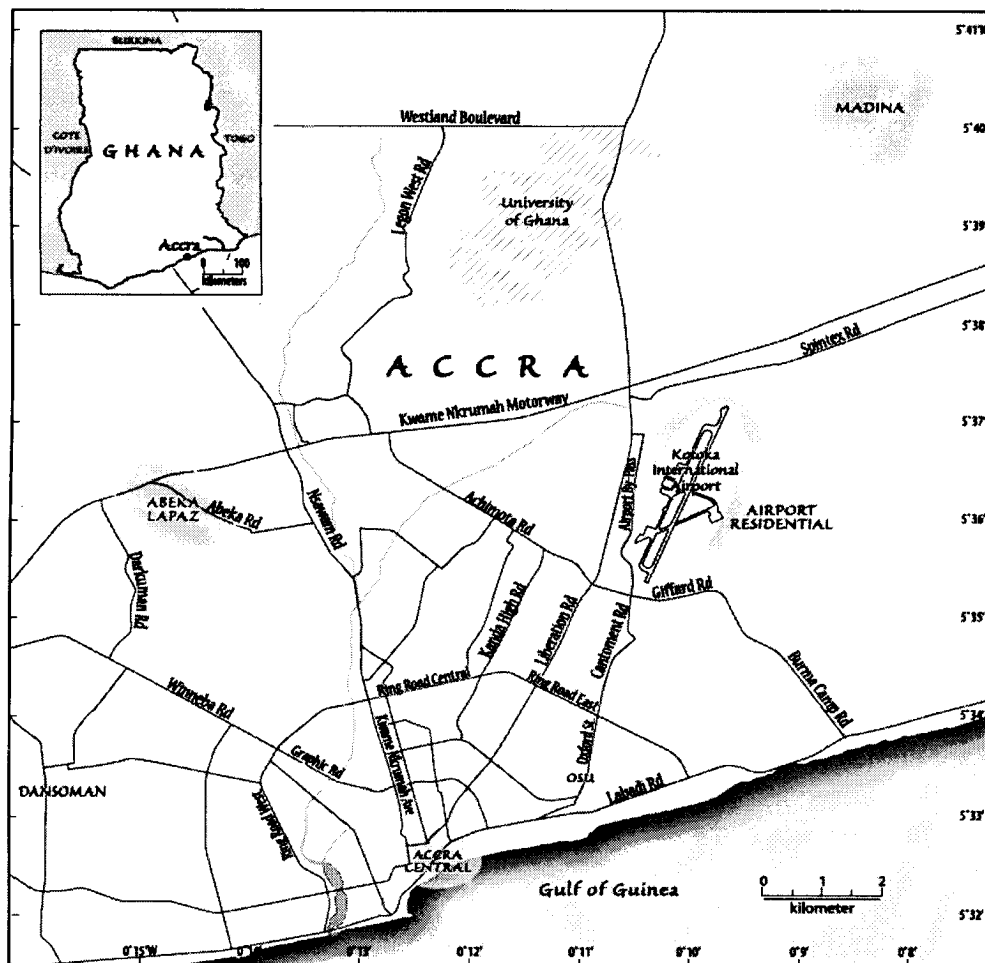 BURKINA
COTE
D'IVOIRE
GHANA
TOGO
Accra
0 100
kilometers
5°41'N
MADINA
Westland Boulevard
5°40'
Legon West Rd
University
of Ghana
5°39'
5°38'
Spintex Rd
ACCRA
Kwame Nkrumah Motorway
5°37'
Kotoka
International
Airport
Airport By-Pass
AIRPORT
RESIDENTIAL
ABEKA
LAPAZ
Abeka Rd
Nsawam Rd
Achimota Rd
5°36'
Darkuman Rd
Kanda High Rd
Liberation Rd
Cantoment Rd
Giffard Rd
5°35'
Burma Camp Rd
Winneba Rd
Ring Road Central
Ring Road East
5°34'
Graphic Rd
Kwame Nkrumah Ave
Oxford St.
OSU
Labadi Rd
DANSOMAN
Ring Road West
5°33'
ACCRA
CENTRAL
Gulf of Guinea
0 1 2
kilometer
5°32'
0°15'W
0°13'
0°12'
0°11'
0°10'
0°9'
0°8'